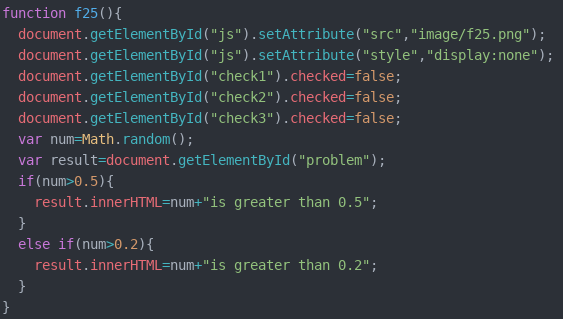 function f25(){
  document.getElementById("js").setAttribute("src","image/f25.png");
  document.getElementById("js").setAttribute("style","display:none");
  document.getElementById("check1").checked=false;
  document.getElementById("check2").checked=false;
  document.getElementById("check3").checked=false;
  var num=Math.random();
  var result=document.getElementById("problem");
  if(num>0.5){
    result.innerHTML=num+"is greater than 0.5";
  }
  else if(num>0.2){
    result.innerHTML=num+"is greater than 0.2";
  }
}